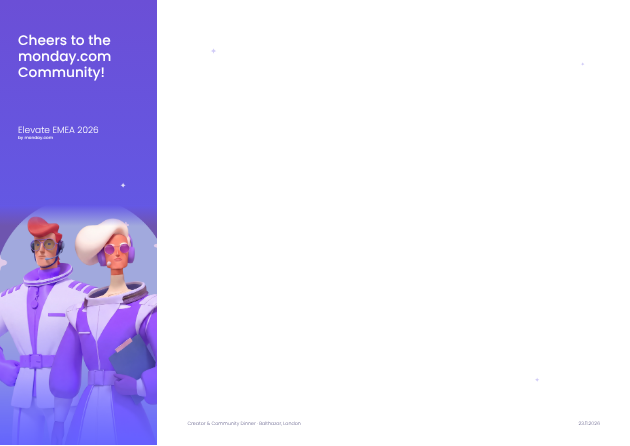 Cheers to the
monday.com
Community!
Elevate EMEA 2026
by monday.com
Creator & Community Dinner · Balthazar, London